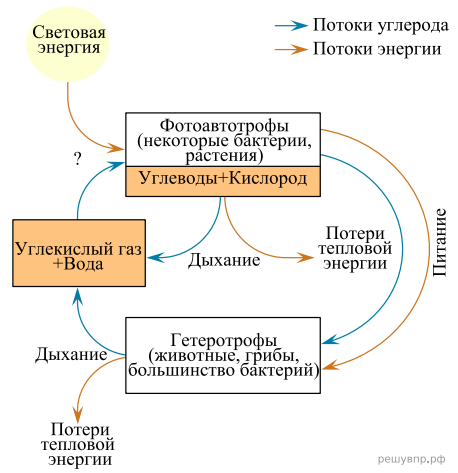 Световая
энергия
Потоки углерода
Потоки энергии
Фотоавтотрофы
(некоторые бактерии,
растения)
Углеводы+Кислород
?
Углекислый газ
+Вода
Дыхание
Потери
тепловой
энергии
Питание
Гетеротрофы
(животные, грибы,
большинство бактерий)
Дыхание
Потери
тепловой
энергии
решувпр.рф